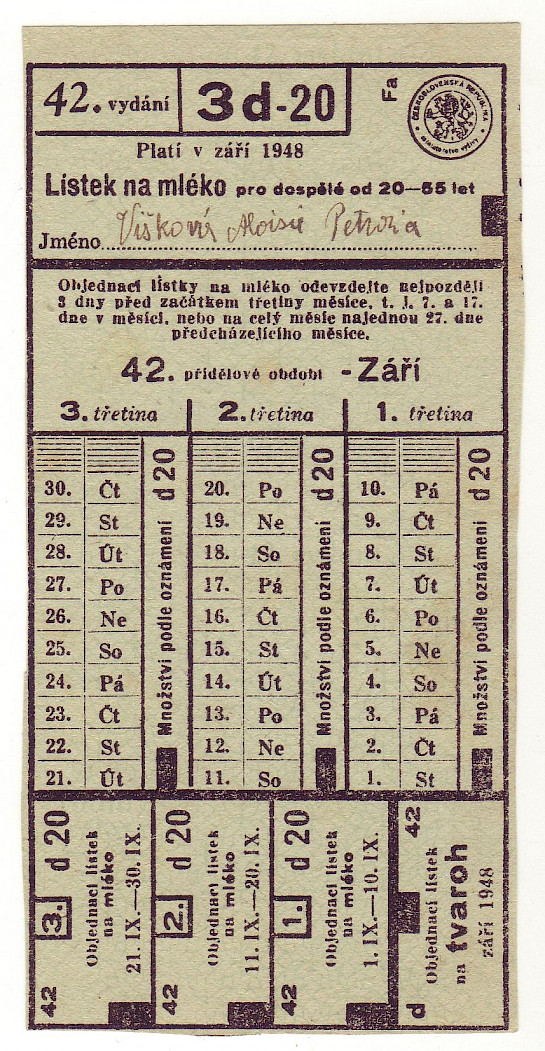 42. vydání
3d-20
Fa
ČESKOSLOVENSKÁ REPUBLIKA
ministerstvo výživy
Platí v září 1948
Lístek na mléko pro dospělé od 20—55 let
Jméno Višková Aloisie
Objednací lístky na mléko odevzdejte nejpozději
3 dny před začátkem třetiny měsíce, t. j. 7. a 17.
dne v měsíci, nebo na celý měsíc najednou 27. dne
předcházejícího měsíce.
42. přídělové období - Září
3. třetina 2. třetina 1. třetina
30. Čt 20. Po 10. Pá
29. St 19. Ne 9. Čt
28. Út 18. So 8. St
27. Po 17. Pá 7. Út
26. Ne 16. Čt 6. Po
25. So 15. St 5. Ne
24. Pá 14. Út 4. So
23. Čt 13. Po 3. Pá
22. St 12. Ne 2. Čt
21. Út 11. So 1. St
Množství podle oznámení d 20
Množství podle oznámení d 20
Množství podle oznámení d 20
42 3. d 20
Objednací lístek
na mléko
21. IX.—30. IX.
42 2. d 20
Objednací lístek
na mléko
11. IX.—20. IX.
42 1. d 20
Objednací lístek
na mléko
1. IX.—10. IX.
d 42
Objednací lístek
na tvaroh
září 1948